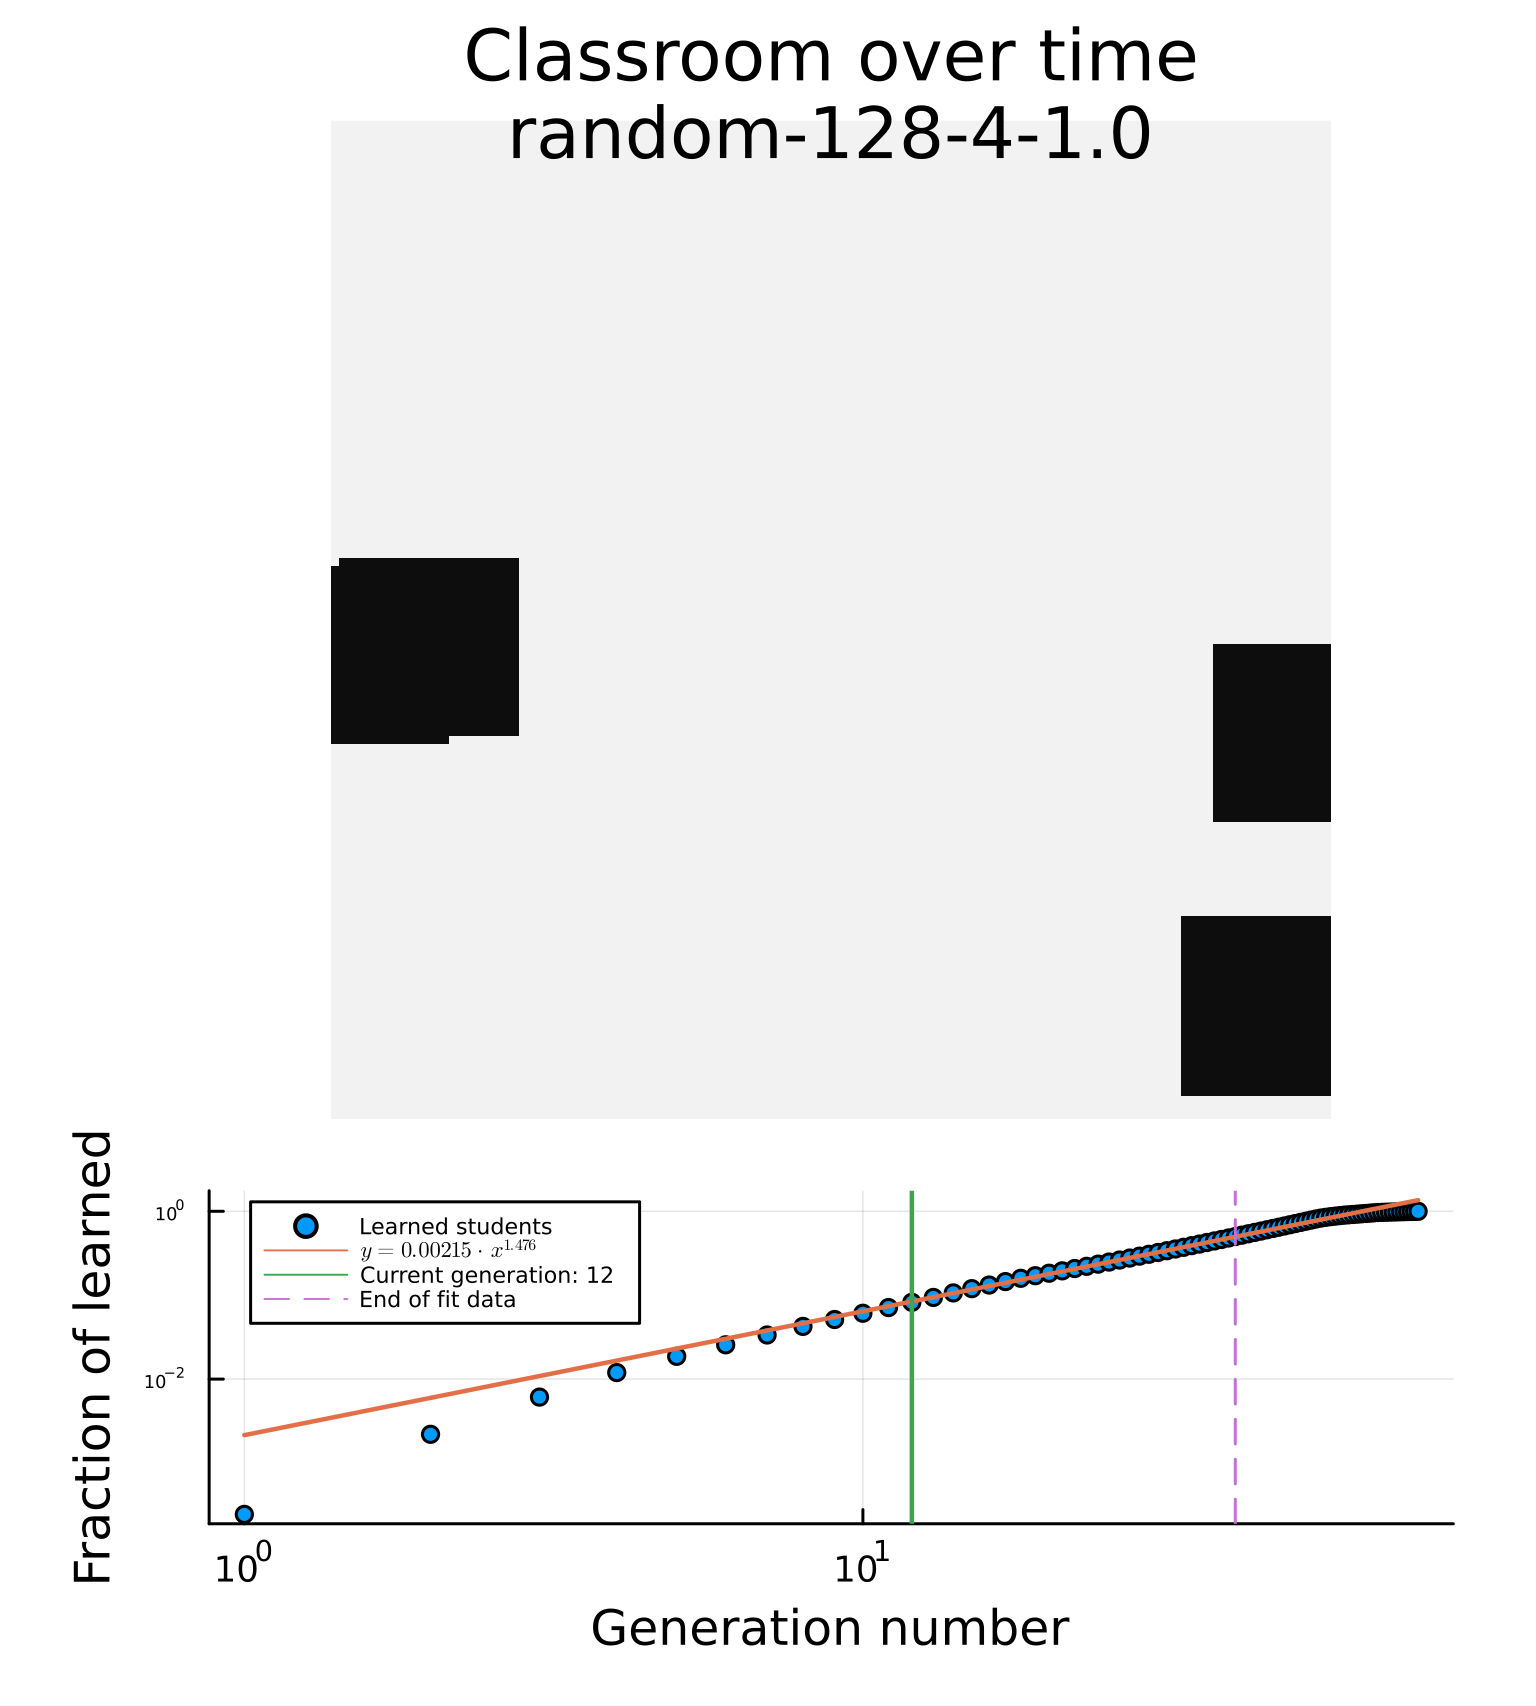 Classroom over time
random-128-4-1.0
Fraction of learned
10⁰
10⁻²
Learned students
y = 0.00215 · x^1.476
Current generation: 12
End of fit data
10⁰
10¹
Generation number